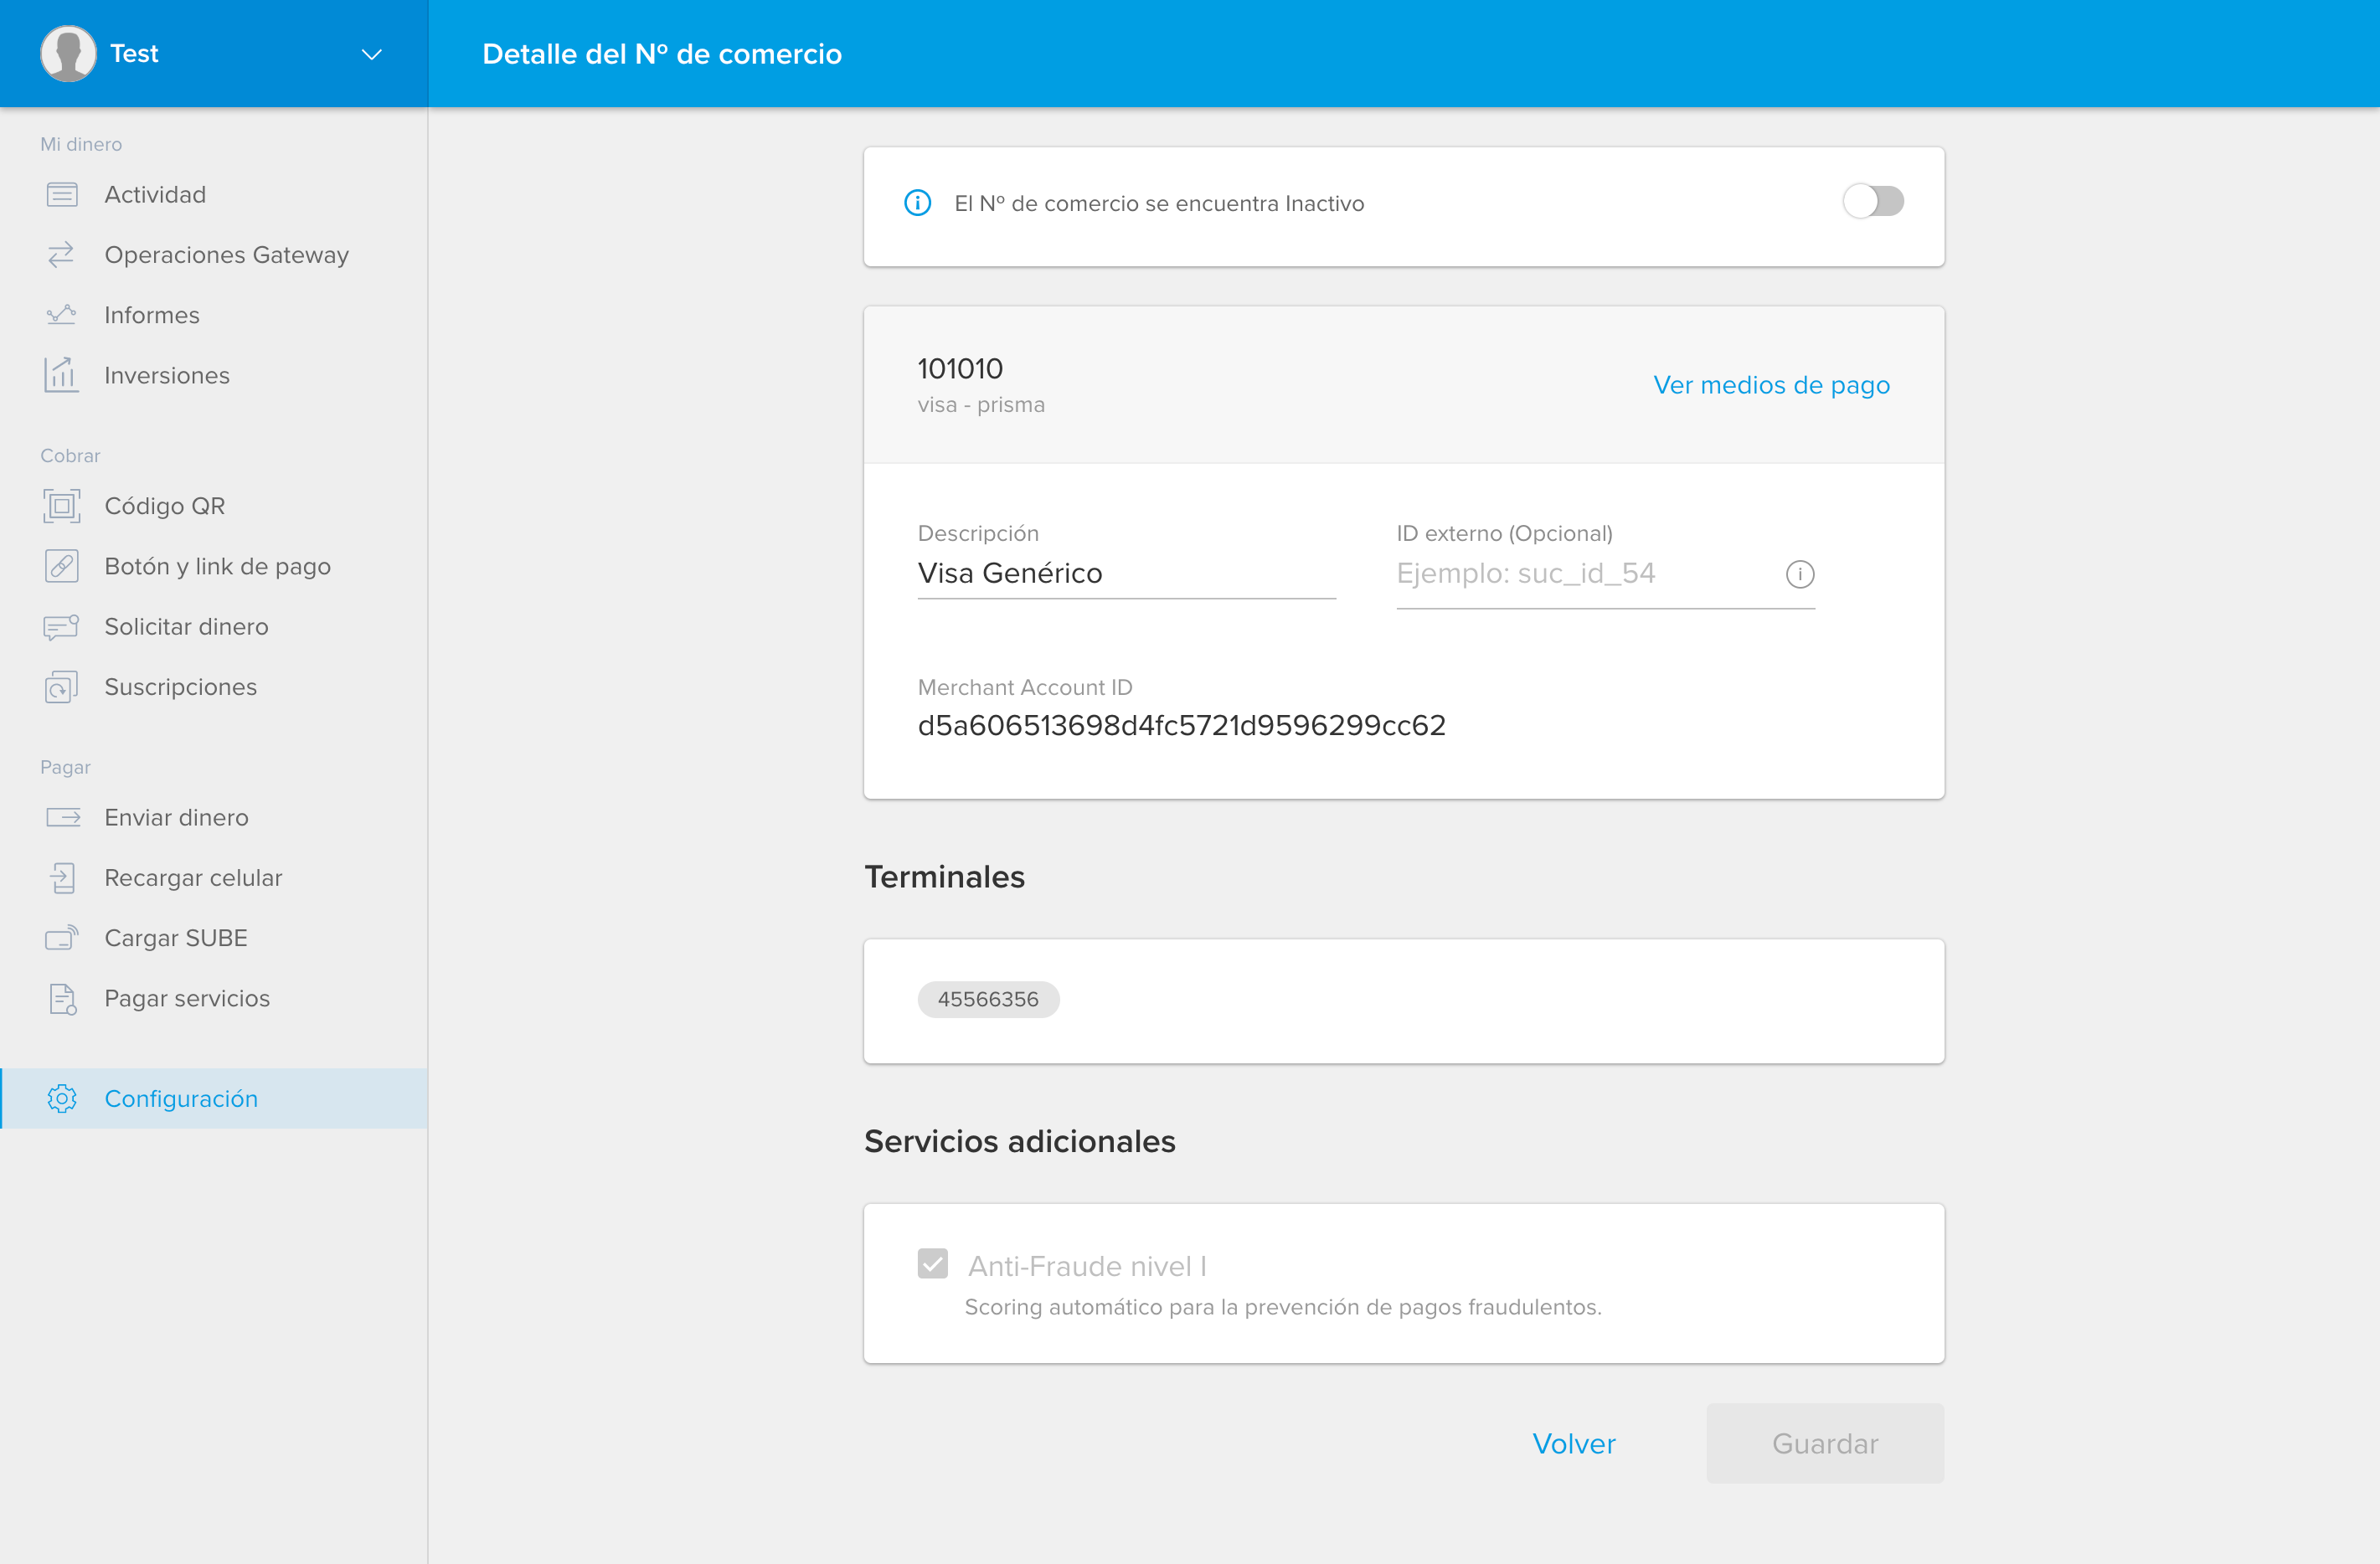 Test
Detalle del Nº de comercio
Mi dinero
Actividad
Operaciones Gateway
Informes
Inversiones
Cobrar
Código QR
Botón y link de pago
Solicitar dinero
Suscripciones
Pagar
Enviar dinero
Recargar celular
Cargar SUBE
Pagar servicios
Configuración
El Nº de comercio se encuentra Inactivo
101010
visa - prisma
Ver medios de pago
Descripción
Visa Genérico
ID externo (Opcional)
Ejemplo: suc_id_54
Merchant Account ID
d5a606513698d4fc5721d9596299cc62
Terminales
45566356
Servicios adicionales
Anti-Fraude nivel I
Scoring automático para la prevención de pagos fraudulentos.
Volver
Guardar